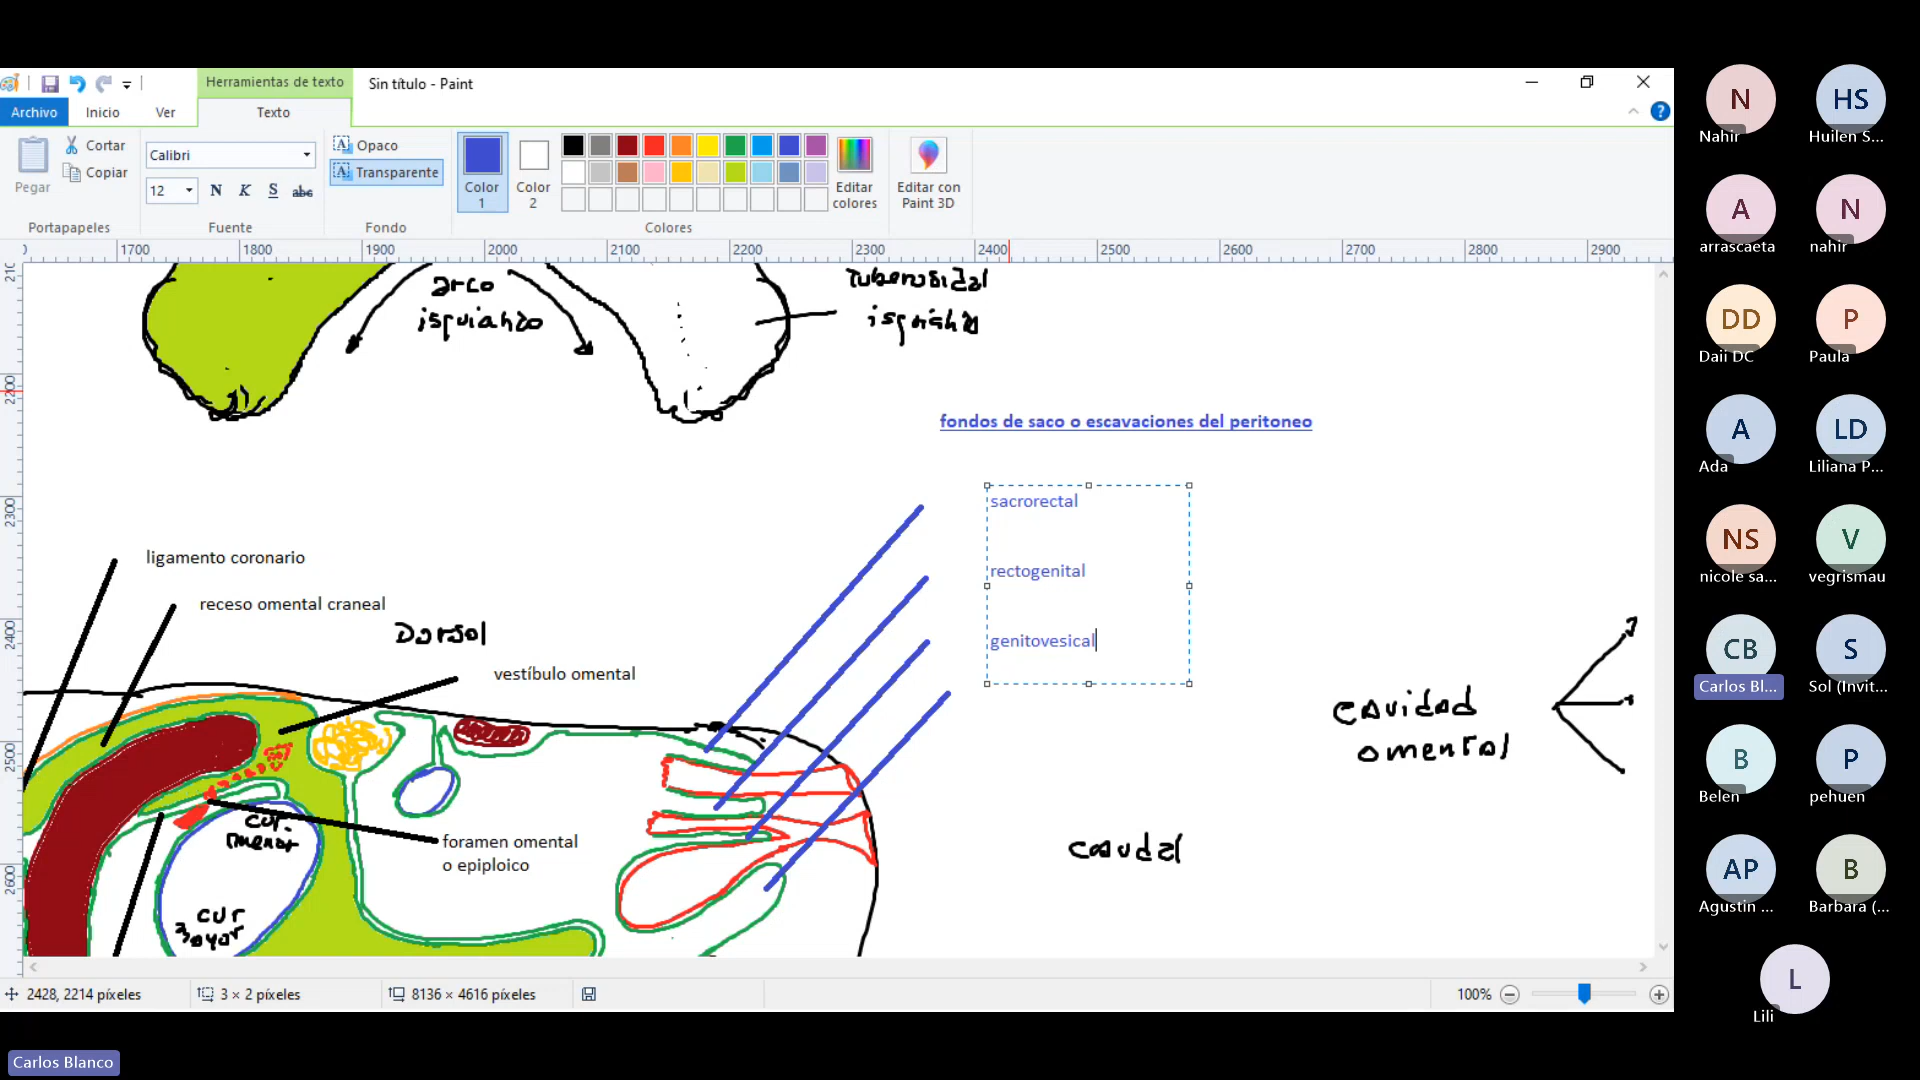 Herramientas de texto
Sin título - Paint
Archivo
Inicio
Ver
Texto
Pegar
Cortar
Copiar
Portapapeles
Calibri
12
N K S abc
Fuente
Opaco
Transparente
Fondo
Color 1
Color 2
Editar colores
Colores
Editar con Paint 3D
1700 1800 1900 2000 2100 2200 2300 2400 2500 2600 2700 2800 2900
2200
2300
2400
2500
2600
arco
isquiatico
tuberosidad
fondos de saco o escavaciones del peritoneo
sacrorectal
rectogenital
genitovesical
ligamento coronario
receso omental craneal
Dorsal
vestíbulo omental
cur.
menor
foramen omental
o epiploico
cur
mayor
caudal
cavidad
omental
2428, 2214 píxeles
3 × 2 píxeles
8136 × 4616 píxeles
100%
N
Nahir
HS
Huilen S...
A
arrascaeta
N
nahir
DD
Daii DC
P
Paula
A
Ada
LD
Liliana P...
NS
nicole sa...
V
vegrismau
CB
Carlos Bl...
S
Sol (Invit...
B
Belen
P
pehuen
AP
Agustin ...
B
Barbara (...
L
Lili
Carlos Blanco